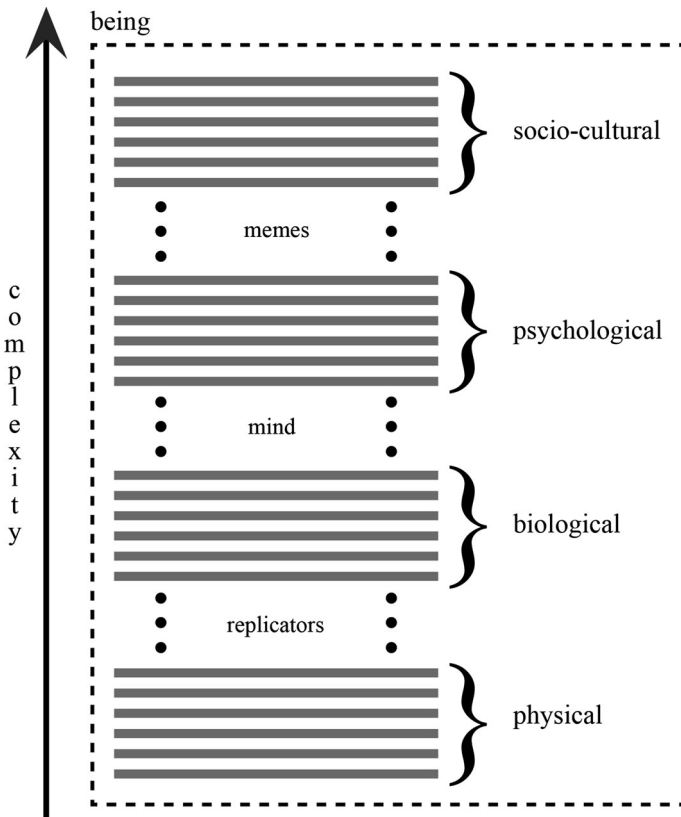 being
socio-cultural
memes
complexity
psychological
mind
biological
replicators
physical